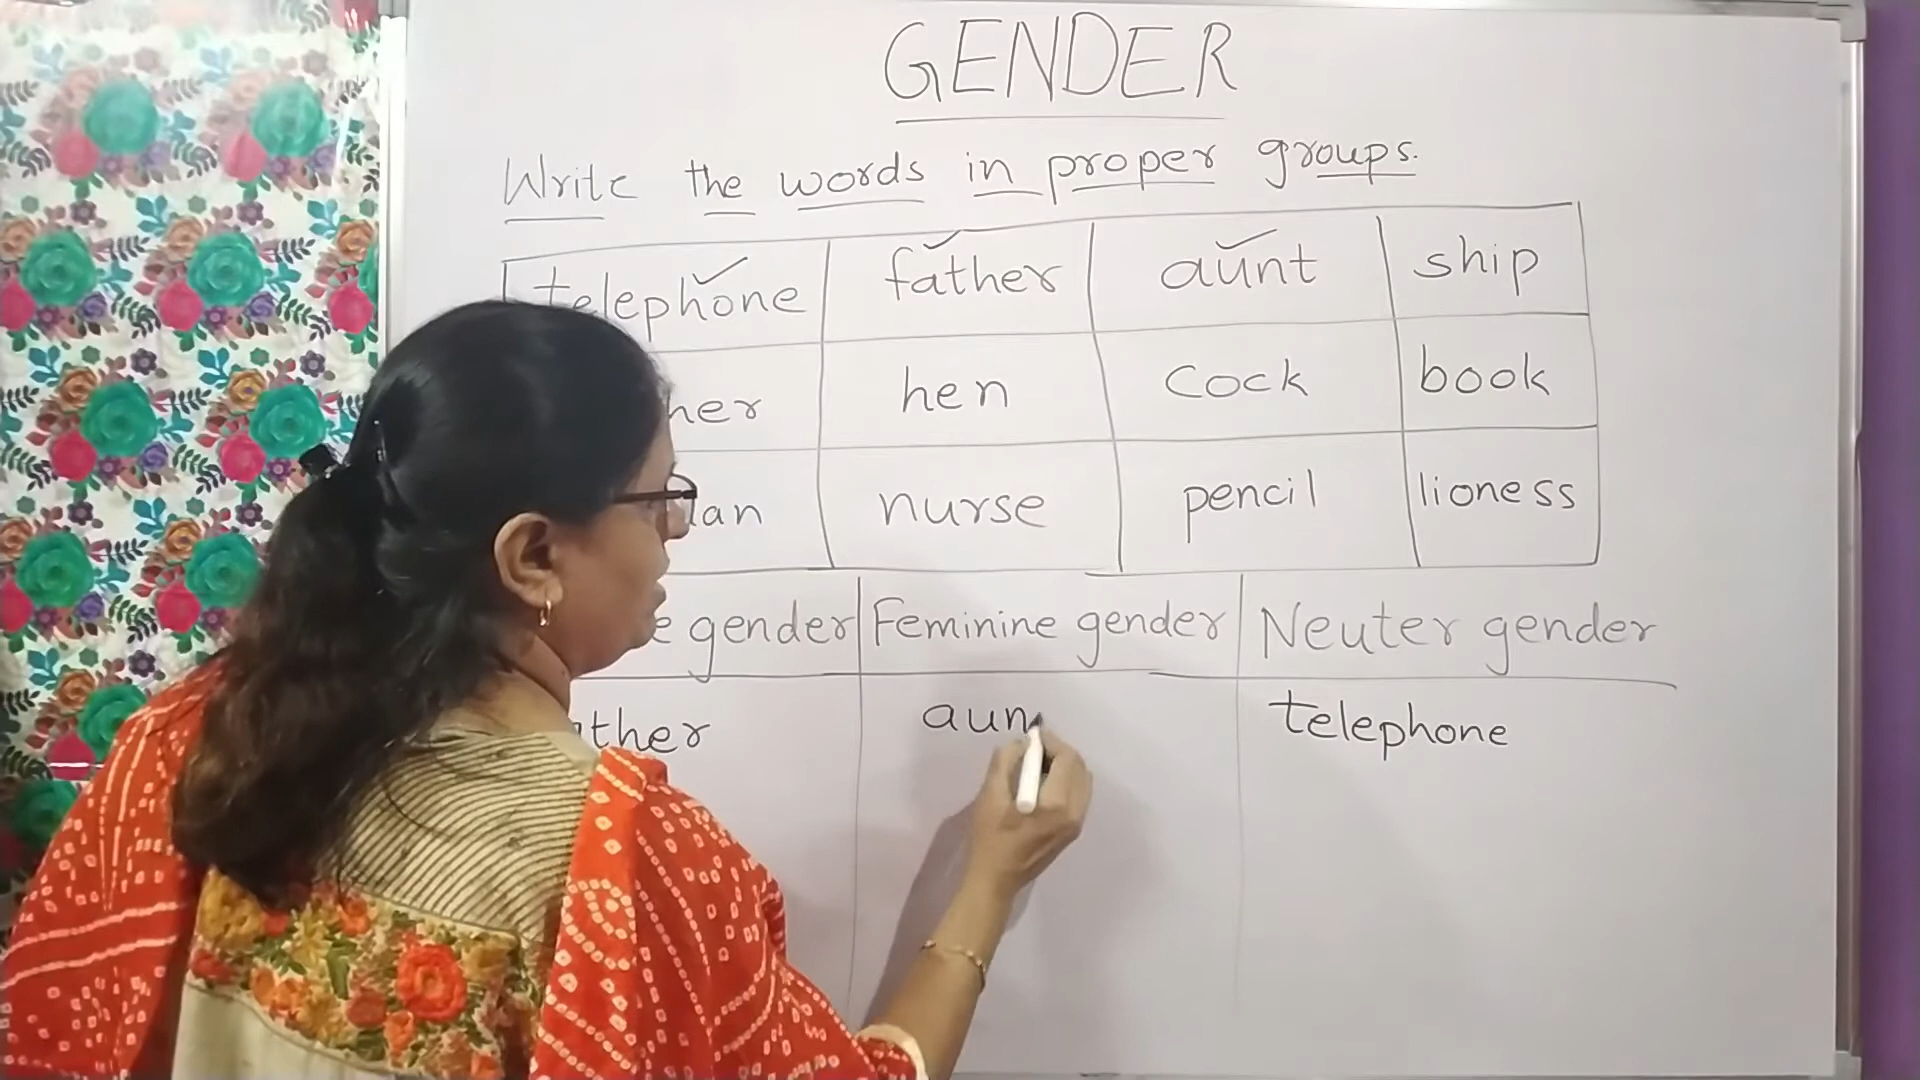 GENDER
Write the words in proper groups.
telephone father aunt ship
her hen cock book
an nurse pencil lioness
e gender Feminine gender Neuter gender
ther aun telephone